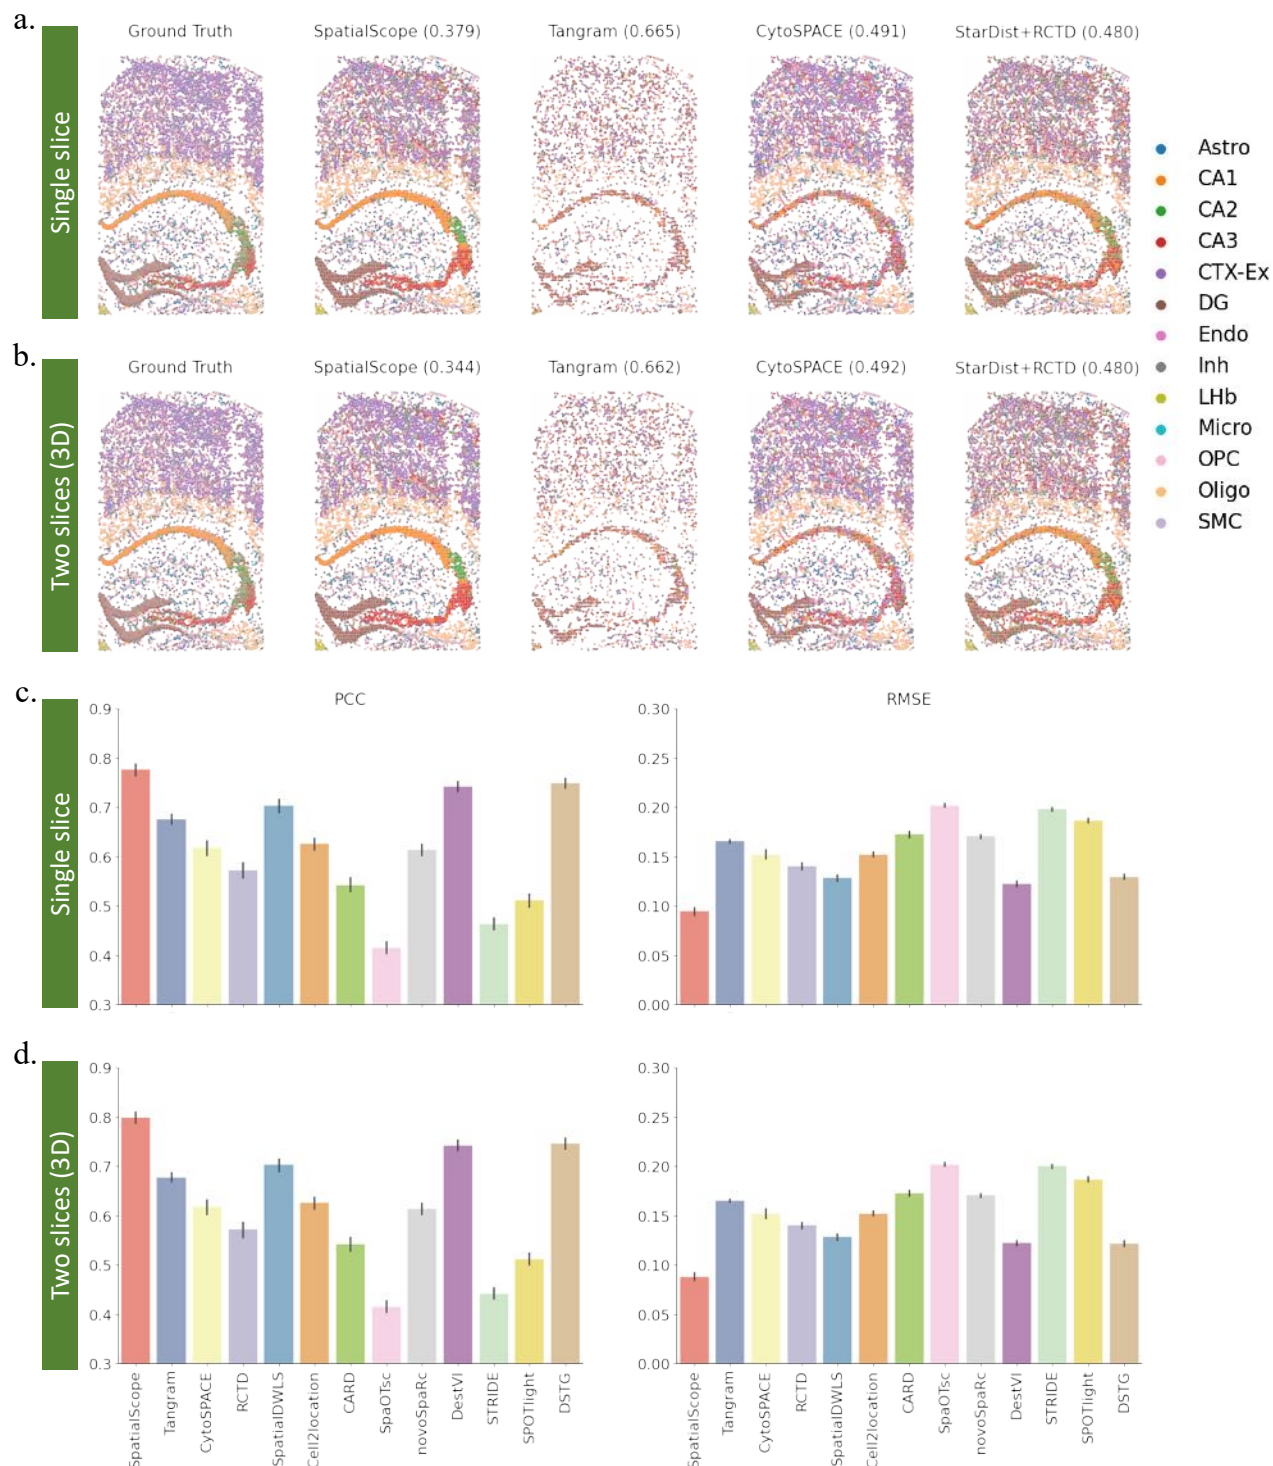 a.
Single slice
Ground Truth
SpatialScope (0.379)
Tangram (0.665)
CytoSPACE (0.491)
StarDist+RCTD (0.480)
Astro
CA1
CA2
CA3
CTX-Ex
DG
Endo
Inh
LHb
Micro
OPC
Oligo
SMC
b.
Two slices (3D)
Ground Truth
SpatialScope (0.344)
Tangram (0.662)
CytoSPACE (0.492)
StarDist+RCTD (0.480)
c.
Single slice
PCC
0.9
0.8
0.7
0.6
0.5
0.4
0.3
RMSE
0.30
0.25
0.20
0.15
0.10
0.05
0.00
d.
Two slices (3D)
0.9
0.8
0.7
0.6
0.5
0.4
0.3
SpatialScope
Tangram
CytoSPACE
RCTD
SpatialDWLS
Cell2location
CARD
SpaOTsc
novoSpaRc
DestVI
STRIDE
SPOTlight
DSTG
0.30
0.25
0.20
0.15
0.10
0.05
0.00
SpatialScope
Tangram
CytoSPACE
RCTD
SpatialDWLS
Cell2location
CARD
SpaOTsc
novoSpaRc
DestVI
STRIDE
SPOTlight
DSTG